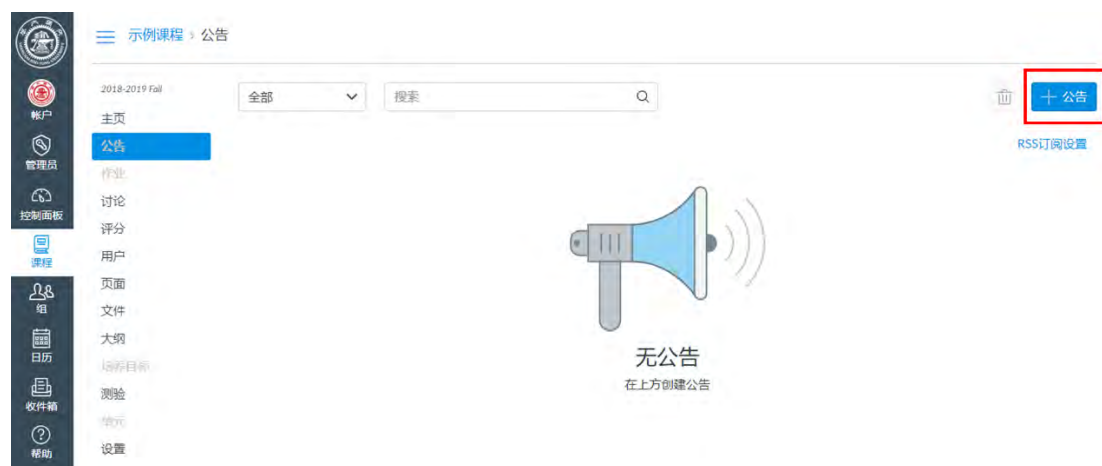 示例课程 › 公告
2018-2019 Fall
全部
搜索
公告
RSS订阅设置
帐户
管理员
控制面板
课程
组
日历
收件箱
帮助
主页
公告
作业
讨论
评分
用户
页面
文件
大纲
测验
单元
设置
无公告
在上方创建公告